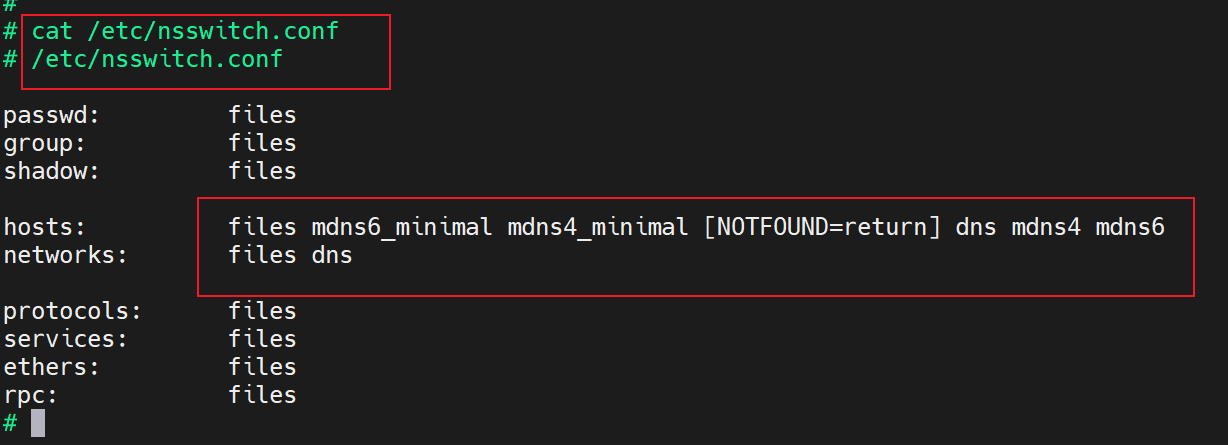 #
# cat /etc/nsswitch.conf
# /etc/nsswitch.conf
passwd: files
group: files
shadow: files
hosts: files mdns6_minimal mdns4_minimal [NOTFOUND=return] dns mdns4 mdns6
networks: files dns
protocols: files
services: files
ethers: files
rpc: files
#